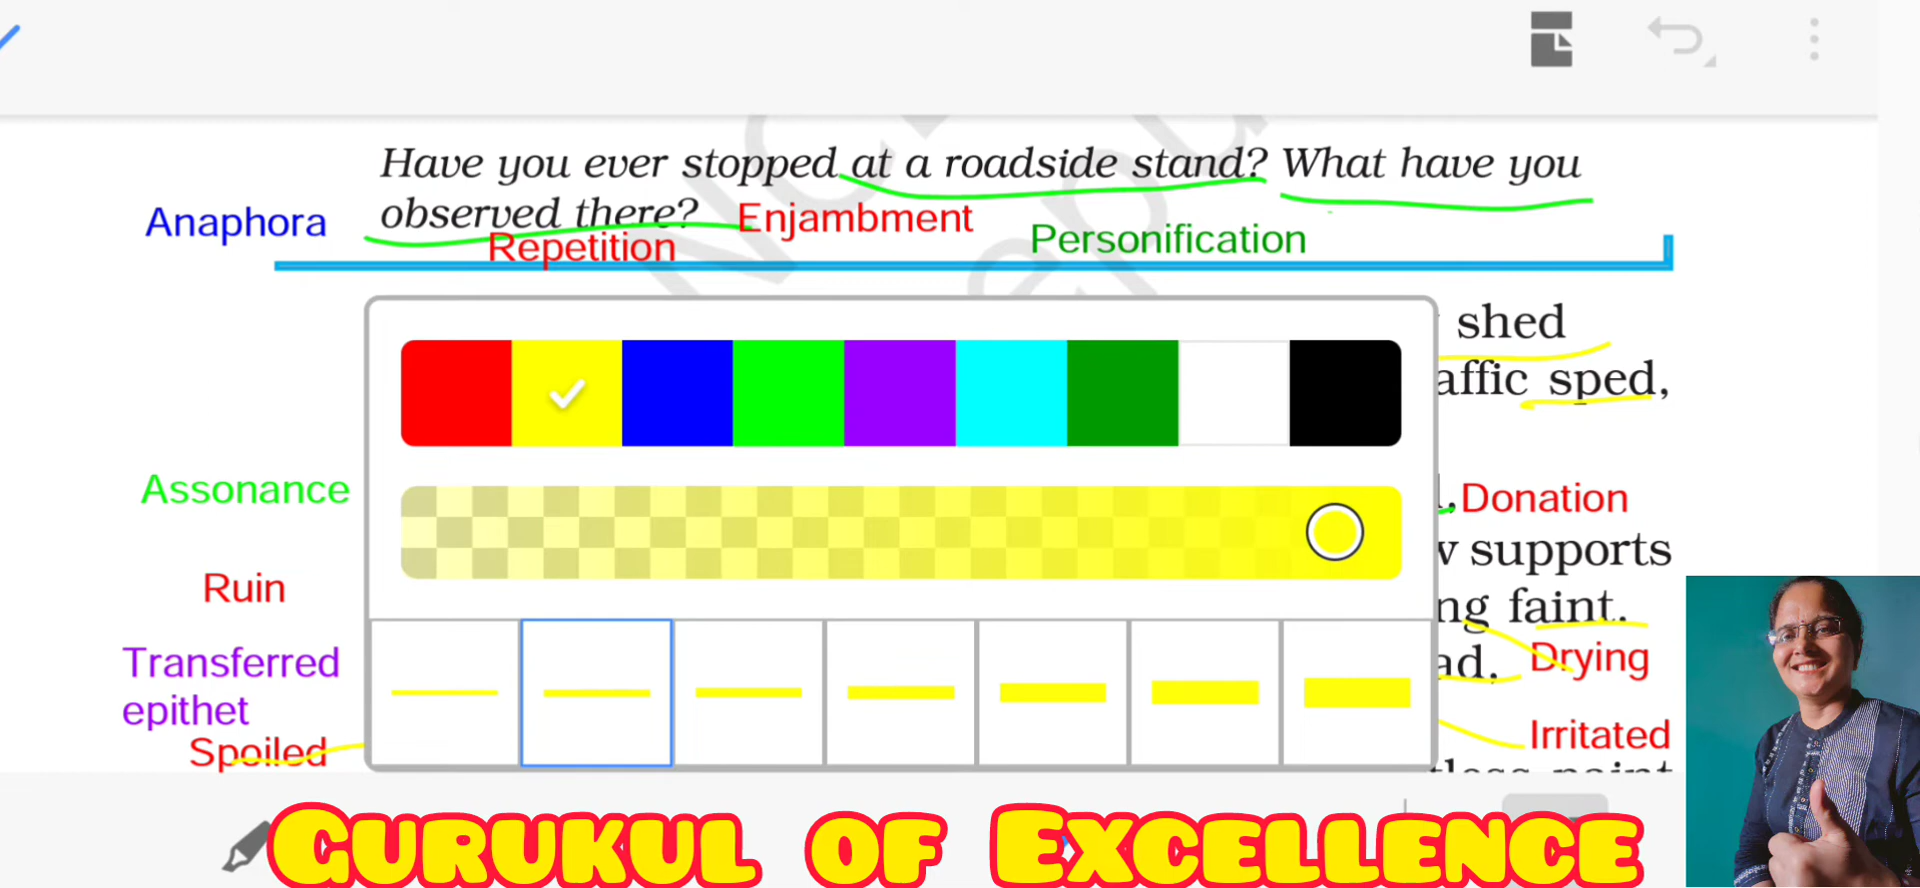 Have you ever stopped at a roadside stand? What have you
Anaphora observed there? Enjambment
Repetition Personification
shed
affic sped,
Assonance
Donation
supports
Ruin
ng faint.
Transferred
ad, Drying
epithet
Spoiled
Irritated
GURUKUL OF EXCELLENCE